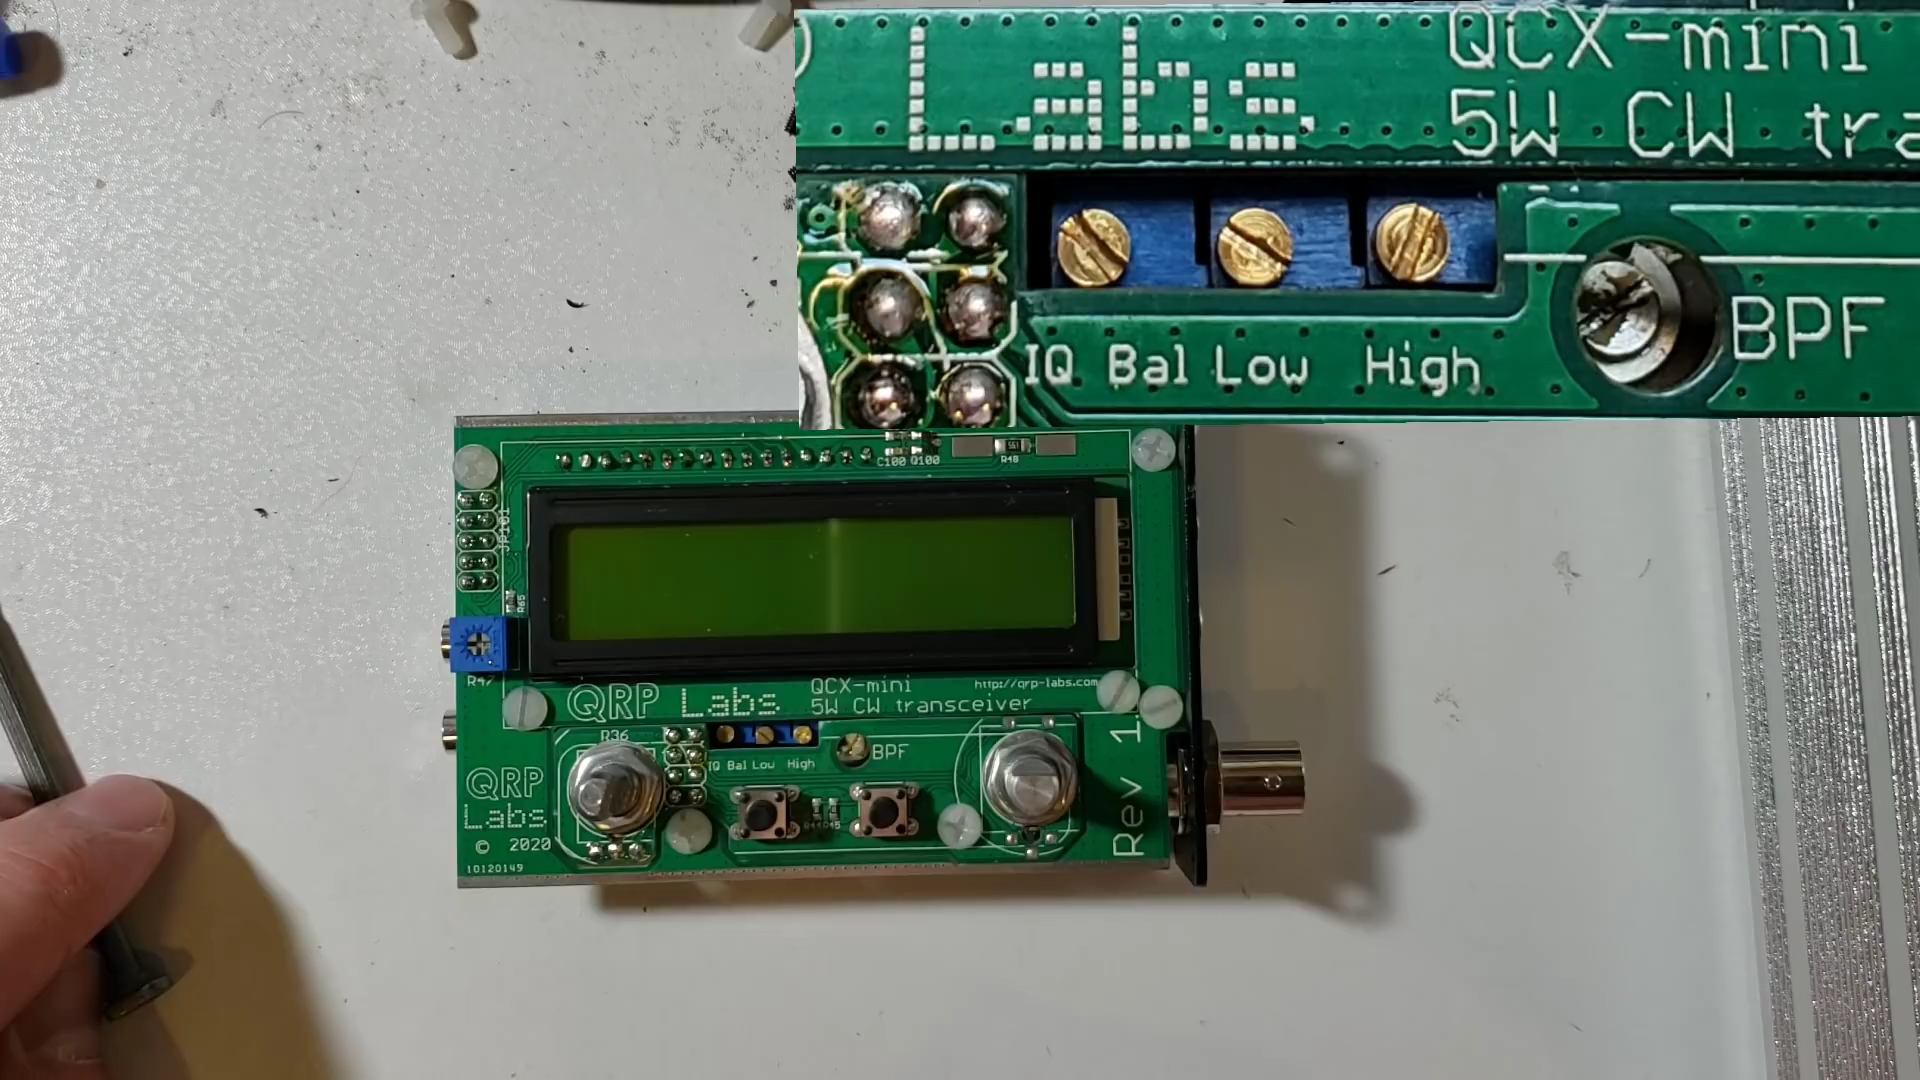 Labs
QCX-mini
5W CW tra
IQ Bal Low High
BPF
C100 Q100
R48
JP101
R65
R47
QRP Labs
QCX-mini
5W CW transceiver
http://qrp-labs.com
R36
IQ Bal Low High
BPF
R44 R45
QRP
Labs
© 2020
10120149
Rev 1